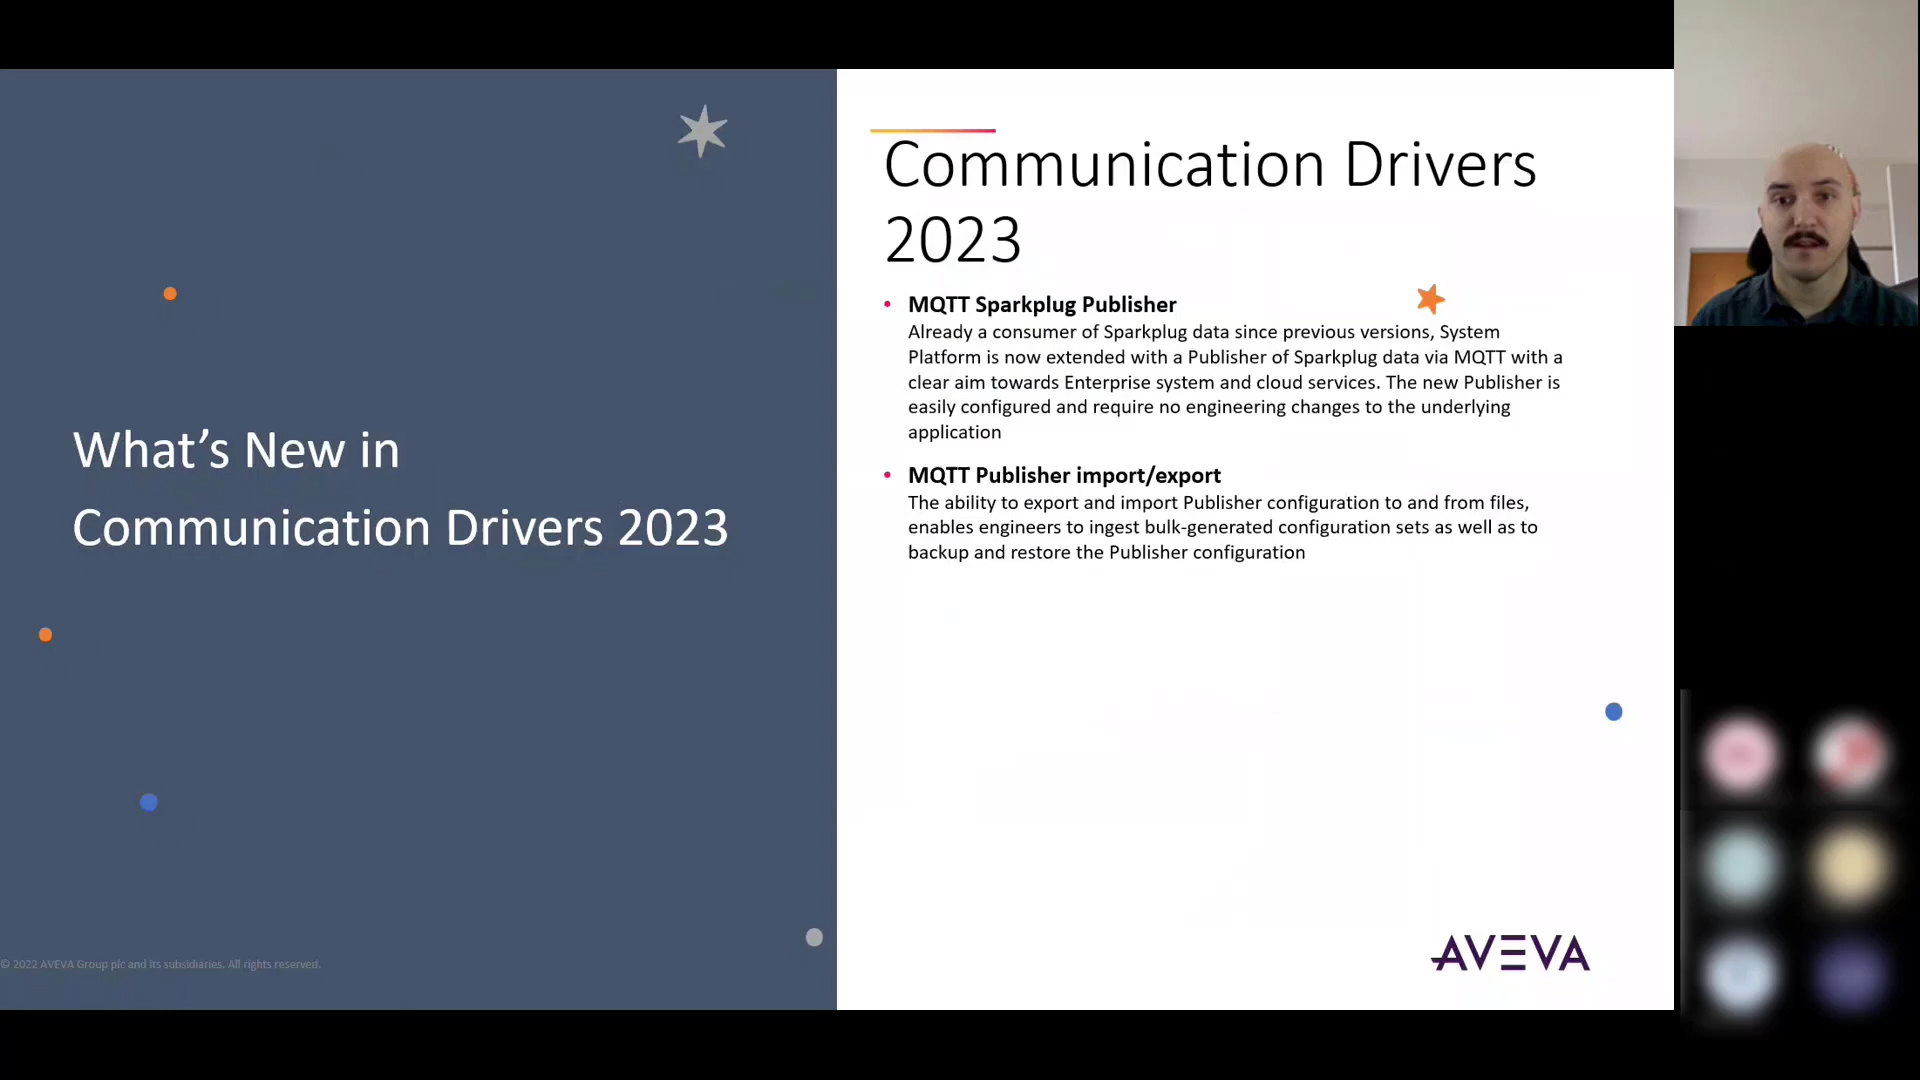 What's New in
Communication Drivers 2023
© 2022 AVEVA Group plc and its subsidiaries. All rights reserved.
Communication Drivers
2023
• MQTT Sparkplug Publisher
Already a consumer of Sparkplug data since previous versions, System
Platform is now extended with a Publisher of Sparkplug data via MQTT with a
clear aim towards Enterprise system and cloud services. The new Publisher is
easily configured and require no engineering changes to the underlying
application
• MQTT Publisher import/export
The ability to export and import Publisher configuration to and from files,
enables engineers to ingest bulk-generated configuration sets as well as to
backup and restore the Publisher configuration
AVEVA